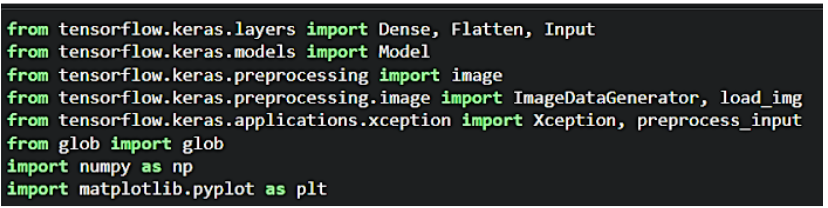 from tensorflow.keras.layers import Dense, Flatten, Input
from tensorflow.keras.models import Model
from tensorflow.keras.preprocessing import image
from tensorflow.keras.preprocessing.image import ImageDataGenerator, load_img
from tensorflow.keras.applications.xception import Xception, preprocess_input
from glob import glob
import numpy as np
import matplotlib.pyplot as plt